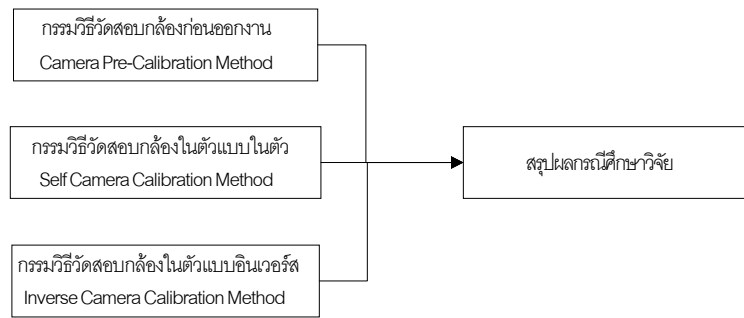 กรรมวิธีวัดสอบกล้องก่อนออกงาน
Camera Pre-Calibration Method
กรรมวิธีวัดสอบกล้องในตัวแบบในตัว
Self Camera Calibration Method
สรุปผลกรณีศึกษาวิจัย
กรรมวิธีวัดสอบกล้องในตัวแบบอินเวอร์ส
Inverse Camera Calibration Method